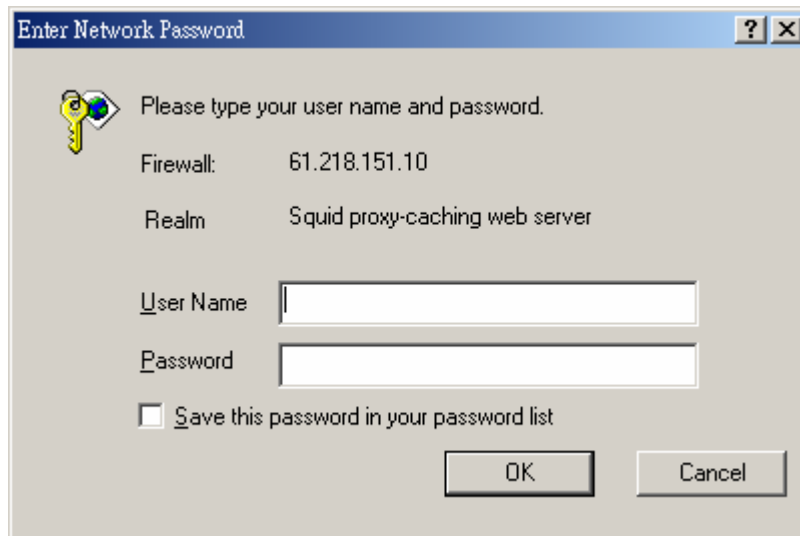 Enter Network Password
Please type your user name and password.
Firewall: 61.218.151.10
Realm Squid proxy-caching web server
User Name
Password
Save this password in your password list
OK Cancel